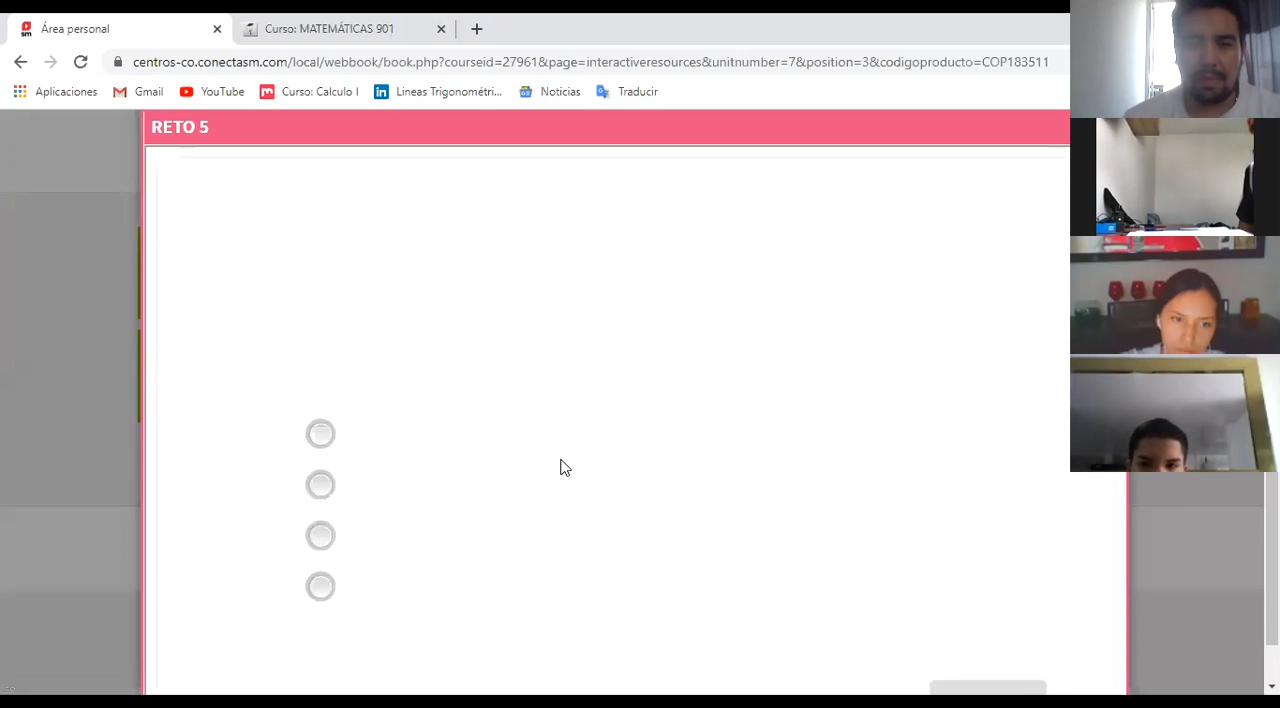 Área personal
Curso: MATEMÁTICAS 901
centros-co.conectasm.com/local/webbook/book.php?courseid=27961&page=interactiveresources&unitnumber=7&position=3&codigoproducto=COP183511
Aplicaciones Gmail YouTube Curso: Calculo I Lineas Trigonométri... Noticias Traducir
RETO 5